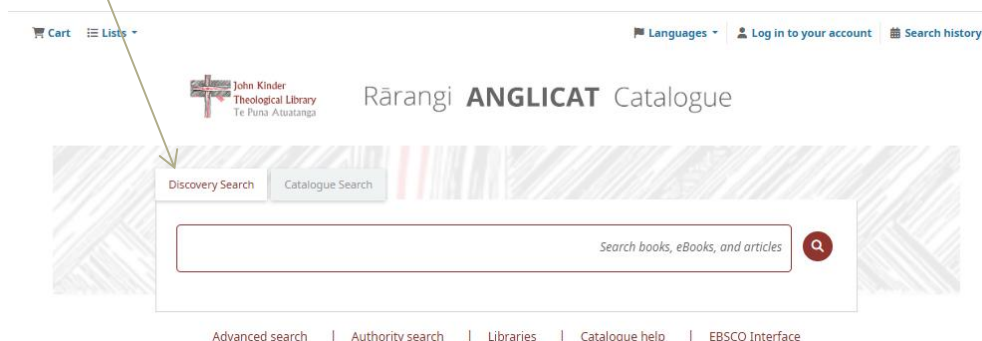 Cart Lists Languages Log in to your account Search history
John Kinder
Theological Library
Te Puna Atuatanga
Rārangi ANGLICAT Catalogue
Discovery Search Catalogue Search
Search books, eBooks, and articles
Advanced search | Authority search | Libraries | Catalogue help | EBSCO Interface